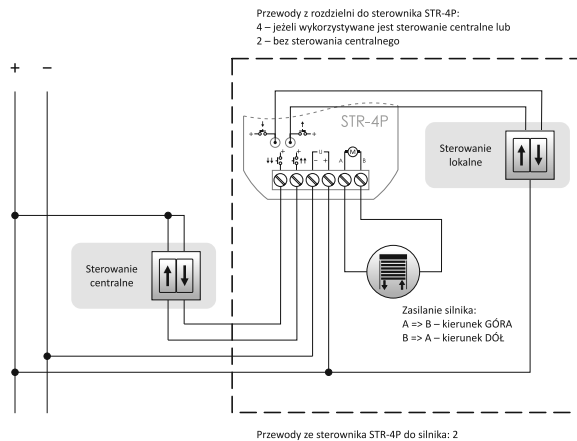 Przewody z rozdzielni do sterownika STR-4P:
4 – jeżeli wykorzystywane jest sterowanie centralne lub
2 – bez sterowania centralnego
+ –
STR-4P
+ +
+ + U M
– + A B
Sterowanie
lokalne
Sterowanie
centralne
Zasilanie silnika:
A => B – kierunek GÓRA
B => A – kierunek DÓŁ
Przewody ze sterownika STR-4P do silnika: 2